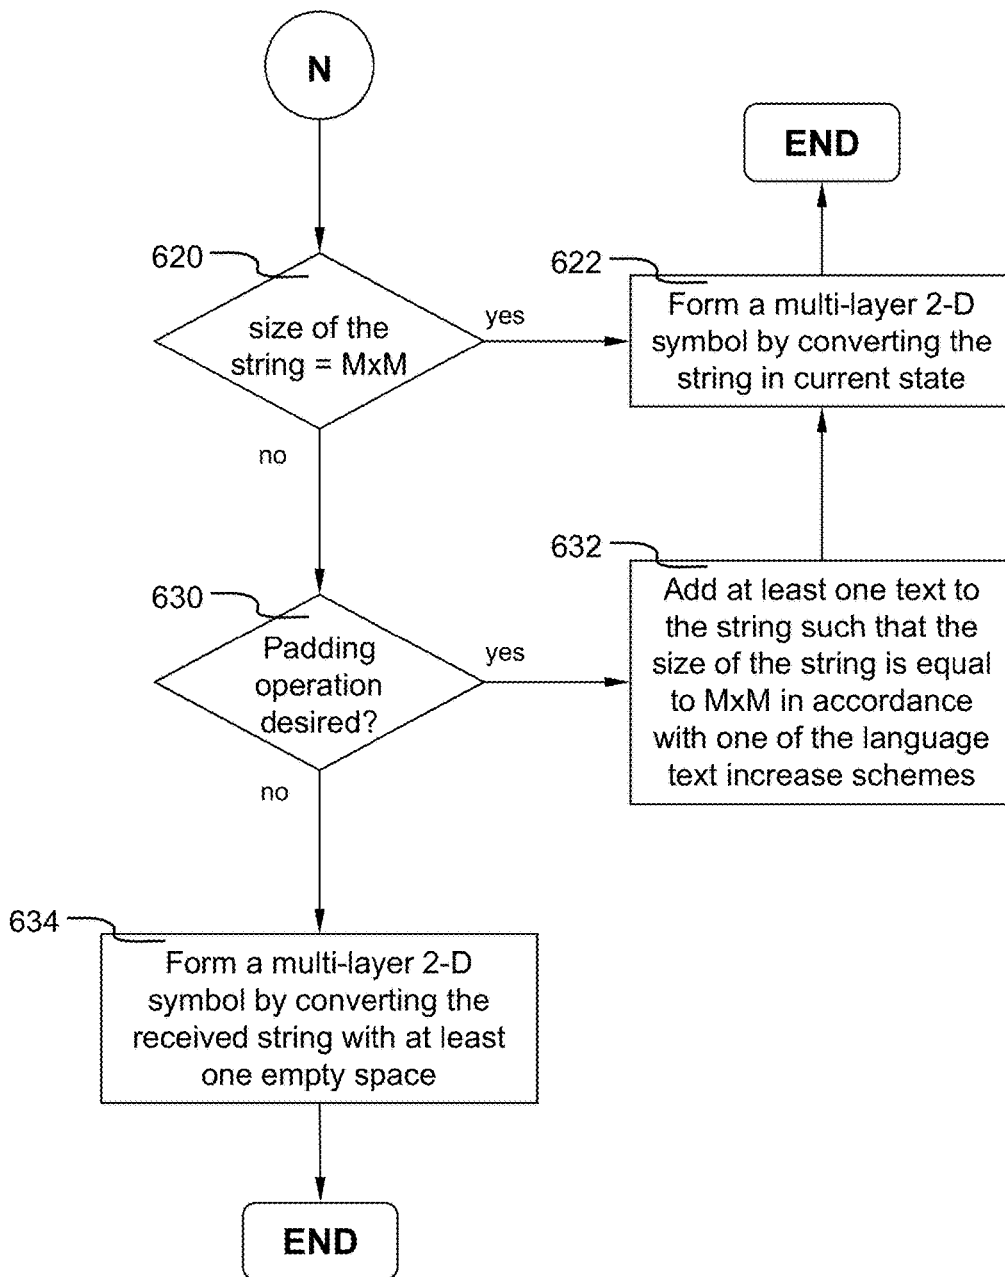 N
END
620
size of the
string = MxM
yes
no
622
Form a multi-layer 2-D
symbol by converting the
string in current state
630
Padding
operation
desired?
yes
no
632
Add at least one text to
the string such that the
size of the string is equal
to MxM in accordance
with one of the language
text increase schemes
634
Form a multi-layer 2-D
symbol by converting the
received string with at least
one empty space
END